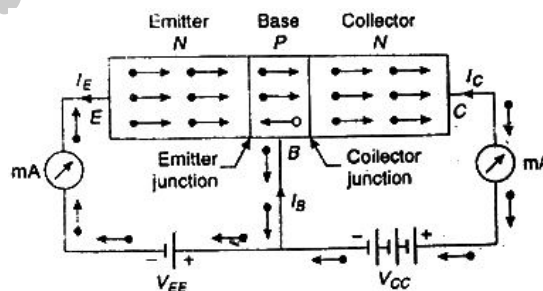 Emitter Base Collector
N P N
I_E I_C
E C
mA Emitter junction B Coilector junction mA
I_B
− + − +
V_EE V_CC